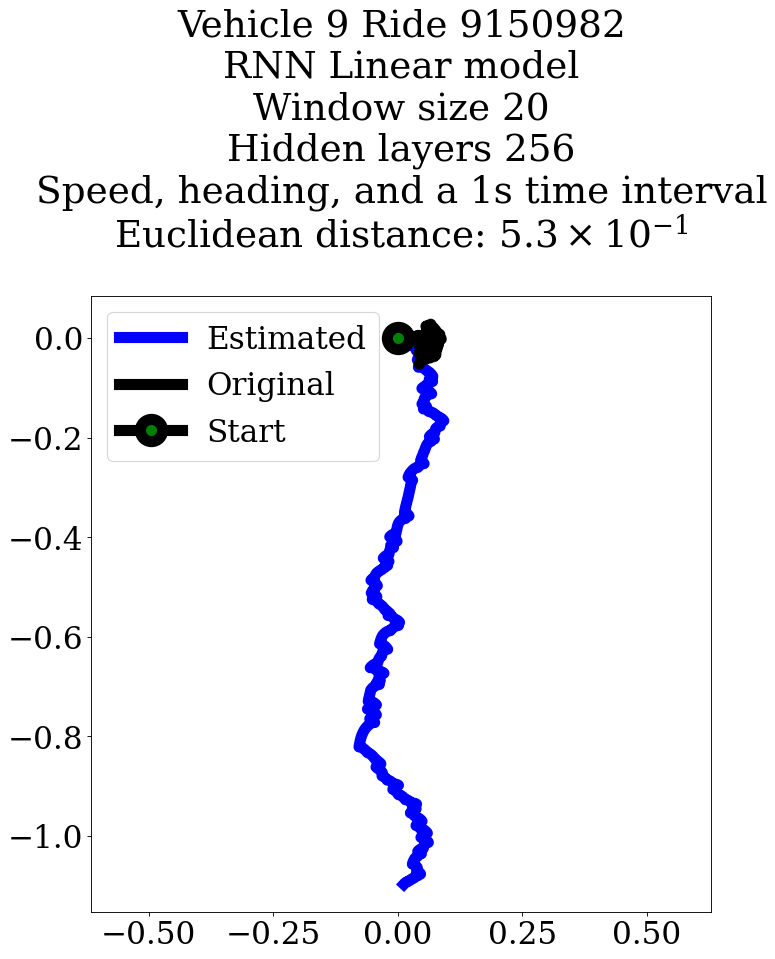 Vehicle 9 Ride 9150982
RNN Linear model
Window size 20
Hidden layers 256
Speed, heading, and a 1s time interval
Euclidean distance: 5.3 × 10⁻¹
Estimated
Original
Start
0.0
−0.2
−0.4
−0.6
−0.8
−1.0
−0.50 −0.25 0.00 0.25 0.50